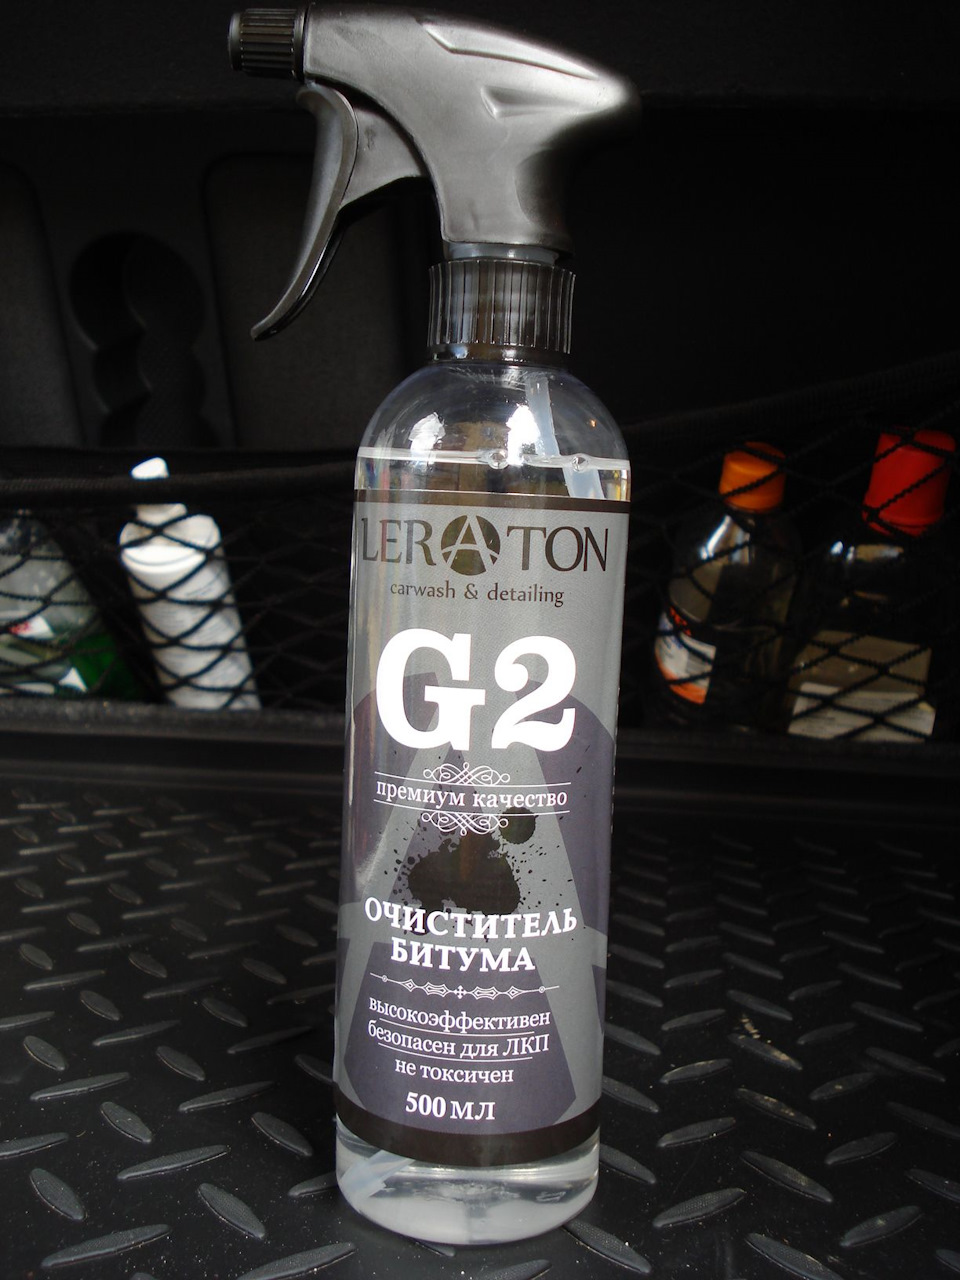 LERATON
carwash & detailing
G2
премиум качество
ОЧИСТИТЕЛЬ
БИТУМА
высокоэффективен
безопасен для ЛКП
не токсичен
500 МЛ